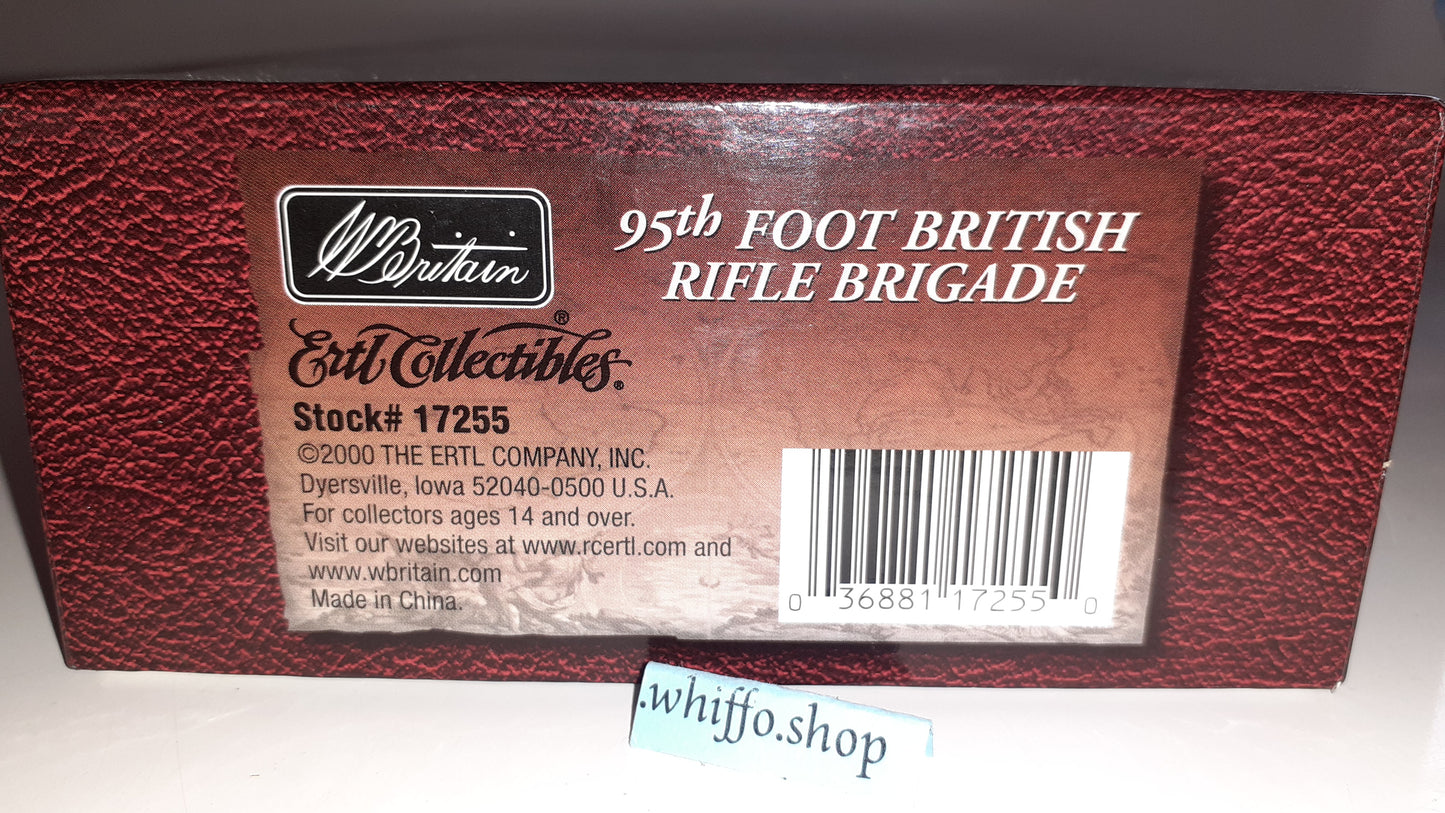 WBritain
95th FOOT BRITISH
RIFLE BRIGADE
Ertl Collectibles®
Stock# 17255
©2000 THE ERTL COMPANY, INC.
Dyersville, Iowa 52040-0500 U.S.A.
For collectors ages 14 and over.
Visit our websites at www.rcertl.com and
www.wbritain.com
Made in China.
0 36881 17255 0
.whiffo.shop